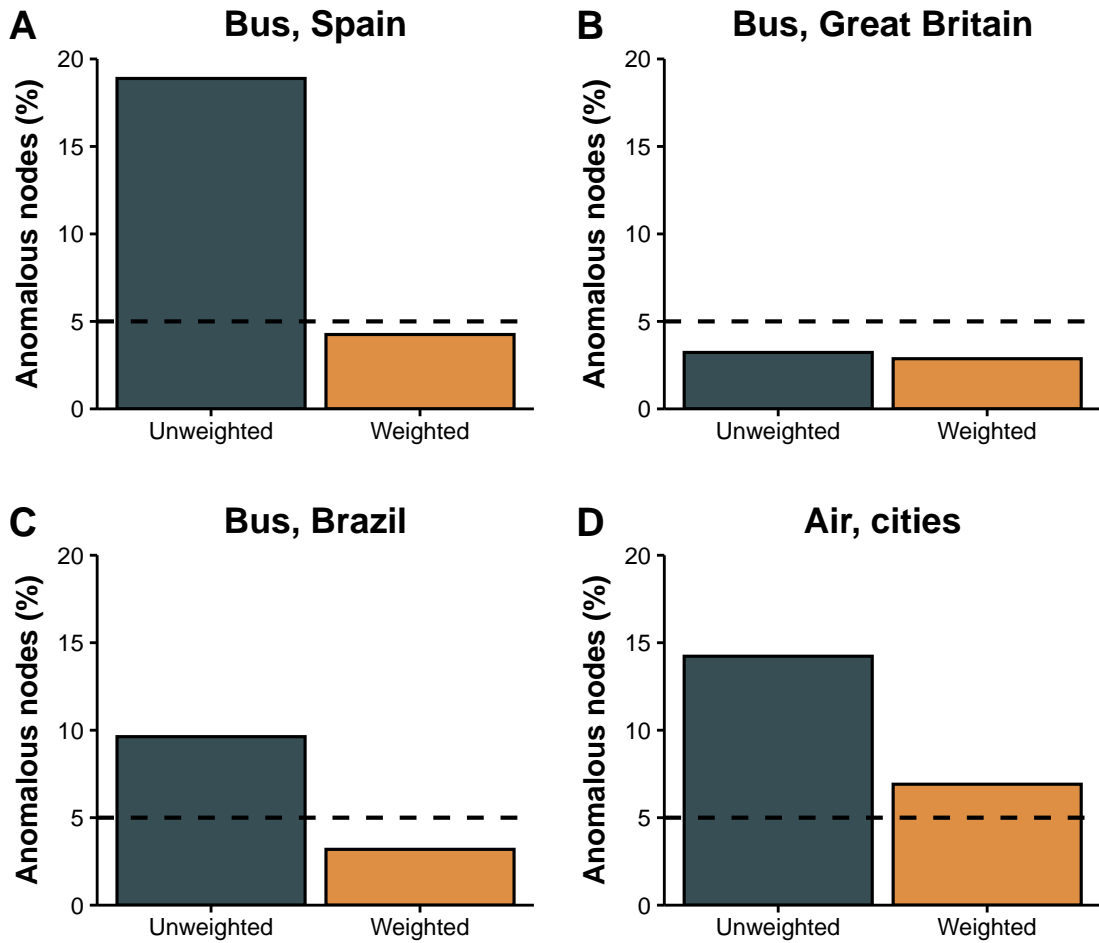 A
Bus, Spain
Anomalous nodes (%)
20
15
10
5
0
Unweighted
Weighted
B
Bus, Great Britain
Anomalous nodes (%)
20
15
10
5
0
Unweighted
Weighted
C
Bus, Brazil
Anomalous nodes (%)
20
15
10
5
0
Unweighted
Weighted
D
Air, cities
Anomalous nodes (%)
20
15
10
5
0
Unweighted
Weighted